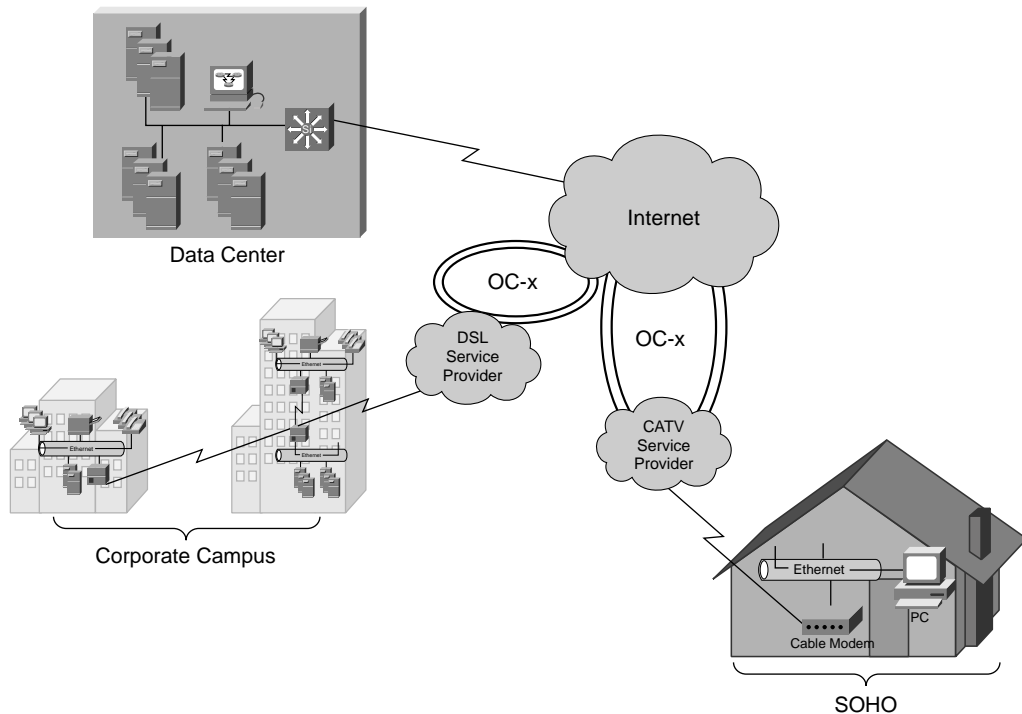 Si
Data Center
Internet
OC-x
OC-x
DSL
Service
Provider
CATV
Service
Provider
Ethernet
Ethernet
Ethernet
Corporate Campus
Ethernet
PC
Cable Modem
SOHO